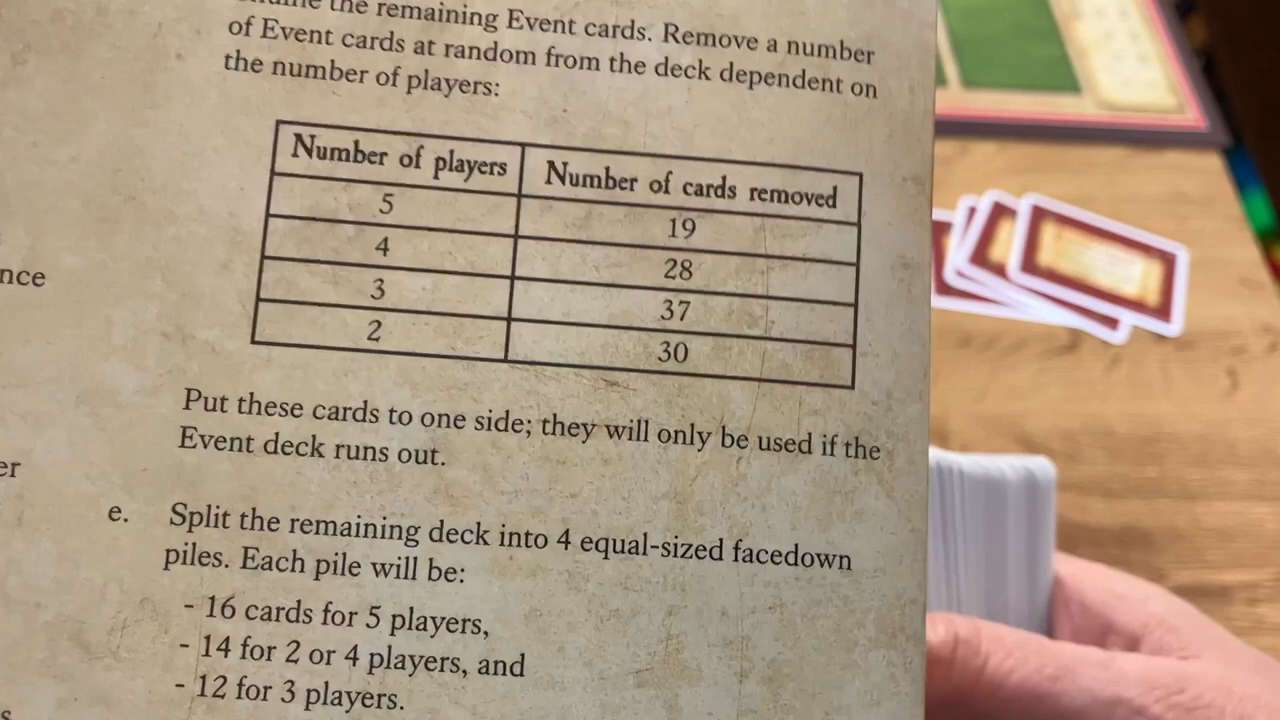 the remaining Event cards. Remove a number
of Event cards at random from the deck dependent on
the number of players:
Number of players Number of cards removed
5 19
4 28
3 37
2 30
Put these cards to one side; they will only be used if the
Event deck runs out.
nce
er
e. Split the remaining deck into 4 equal-sized facedown
piles. Each pile will be:
- 16 cards for 5 players,
- 14 for 2 or 4 players, and
- 12 for 3 players.
s